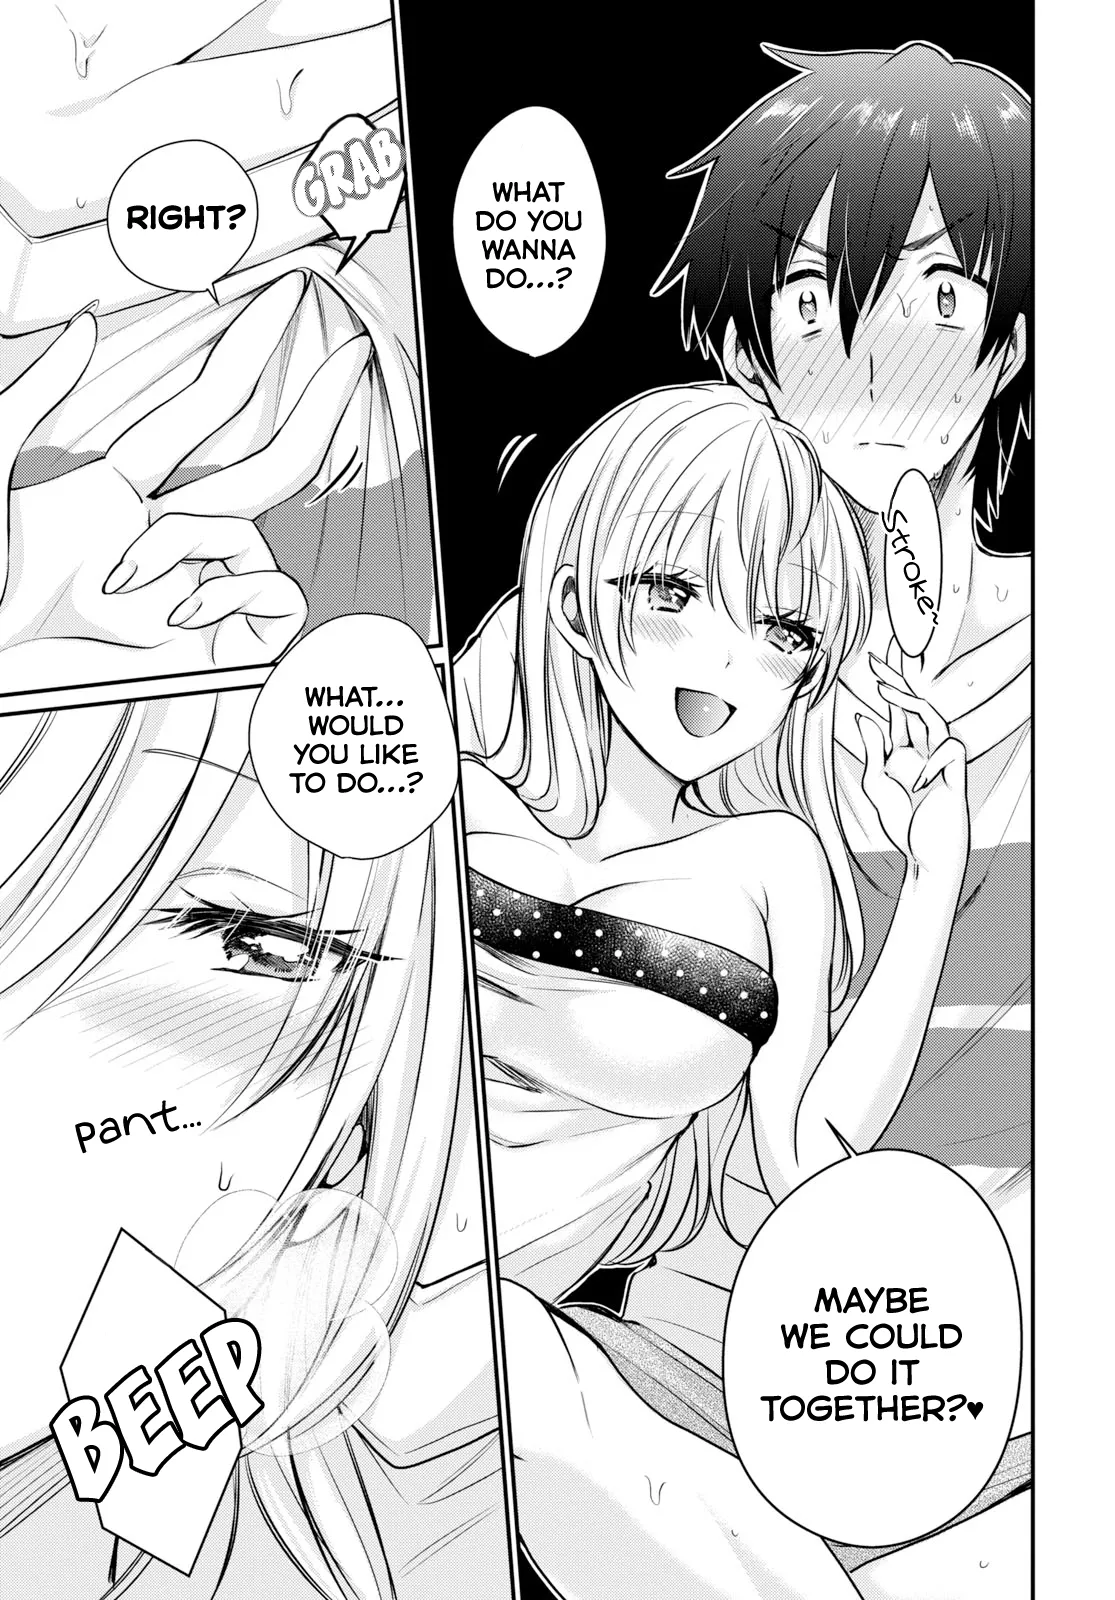 WHAT
DO YOU
WANNA
DO...?
Stroke~
MAYBE
WE COULD
DO IT
TOGETHER?♥
GRAB
RIGHT?
WHAT...
WOULD
YOU LIKE
TO DO...?
pant...
BEEP